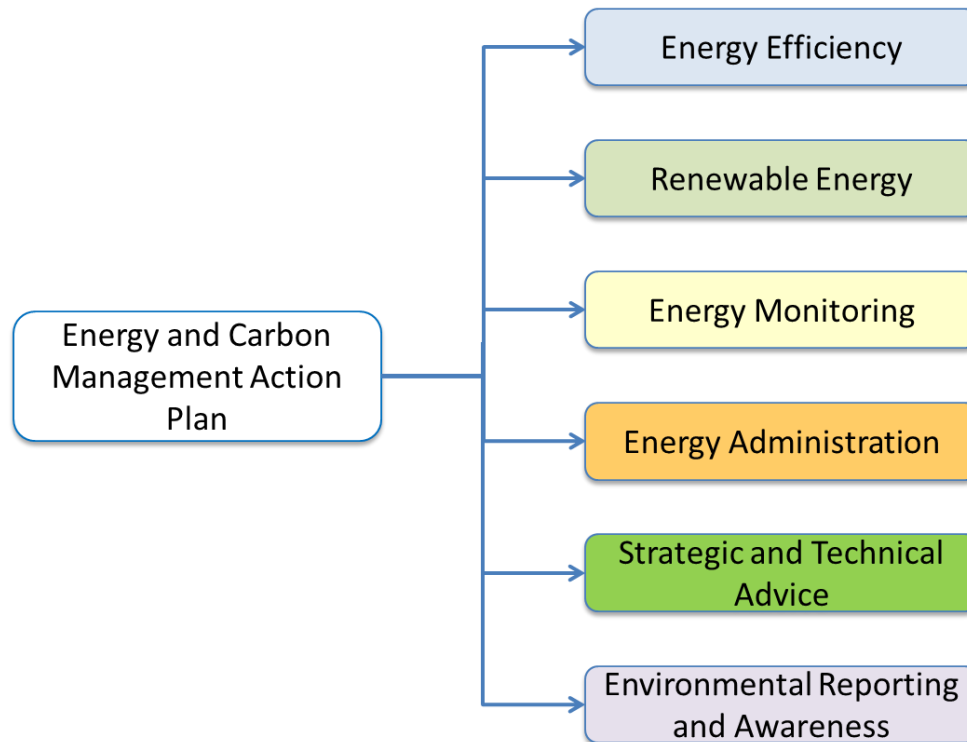 Energy Efficiency
Renewable Energy
Energy Monitoring
Energy and Carbon
Management Action
Plan
Energy Administration
Strategic and Technical
Advice
Environmental Reporting
and Awareness